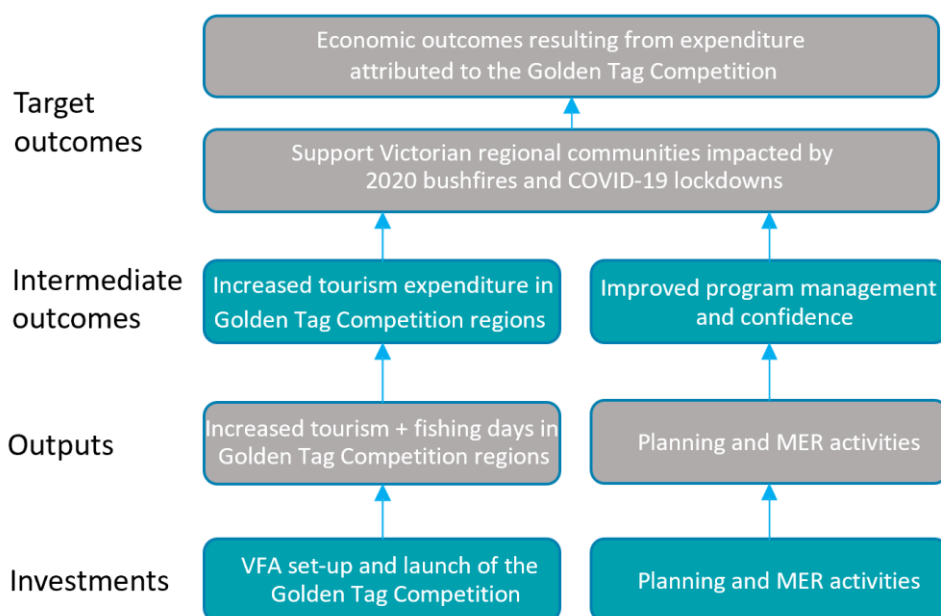 Economic outcomes resulting from expenditure
attributed to the Golden Tag Competition
Target
outcomes
Support Victorian regional communities impacted by
2020 bushfires and COVID-19 lockdowns
Intermediate
outcomes
Increased tourism expenditure in
Golden Tag Competition regions
Improved program management
and confidence
Outputs
Increased tourism + fishing days in
Golden Tag Competition regions
Planning and MER activities
Investments
VFA set-up and launch of the
Golden Tag Competition
Planning and MER activities